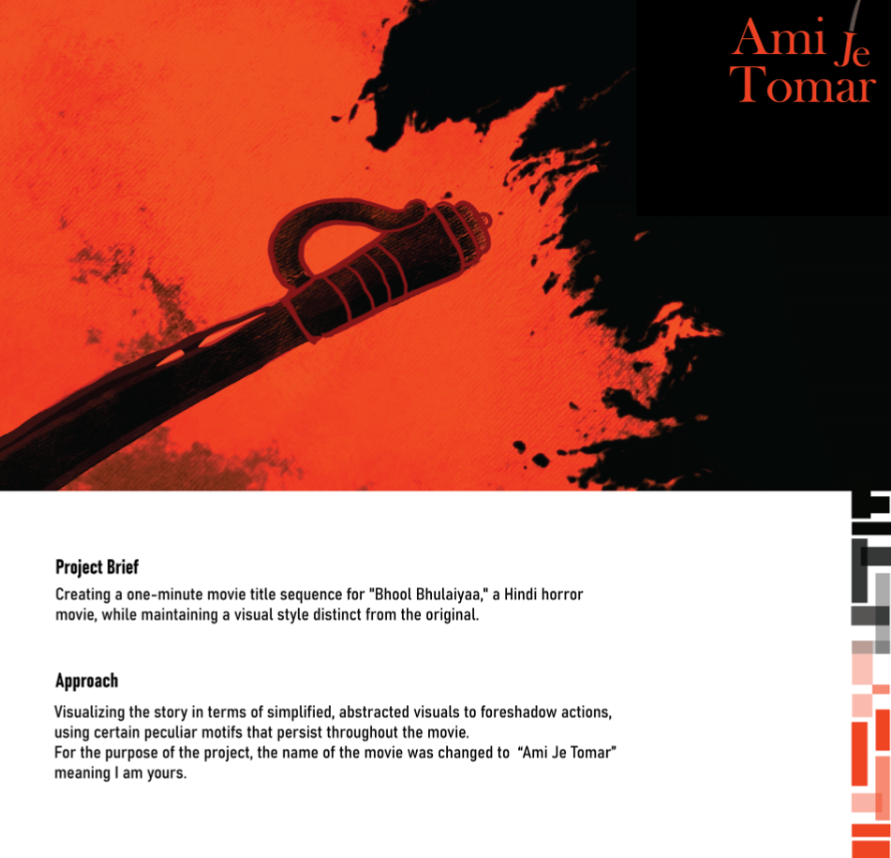 Ami Je
Tomar
Project Brief
Creating a one-minute movie title sequence for "Bhool Bhulaiyaa," a Hindi horror
movie, while maintaining a visual style distinct from the original.
Approach
Visualizing the story in terms of simplified, abstracted visuals to foreshadow actions,
using certain peculiar motifs that persist throughout the movie.
For the purpose of the project, the name of the movie was changed to “Ami Je Tomar”
meaning I am yours.